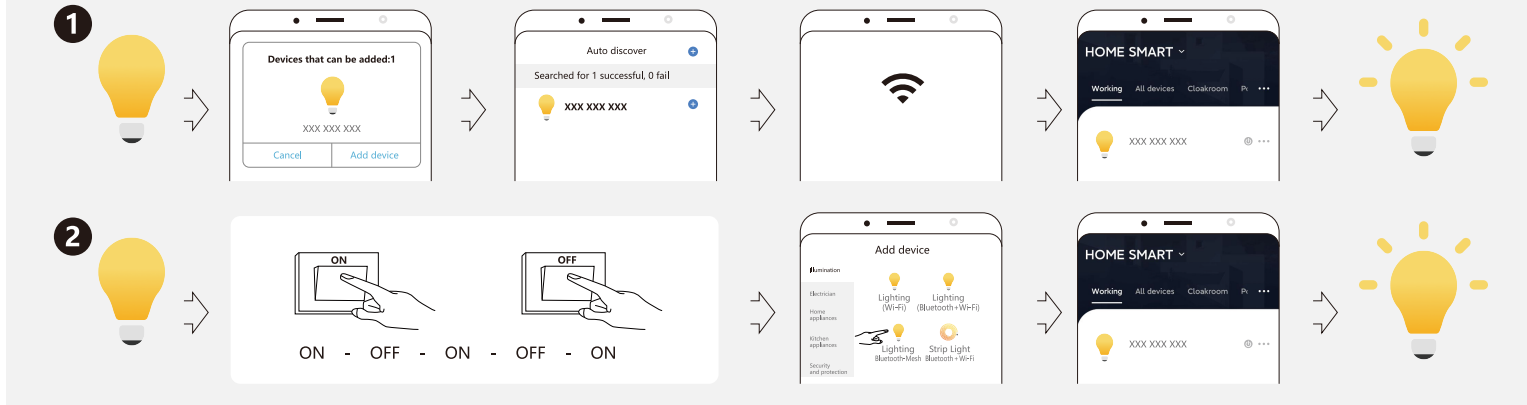 1
Devices that can be added:1
XXX XXX XXX
Cancel
Add device
Auto discover
Searched for 1 successful, 0 fail
XXX XXX XXX
HOME SMART
Working All devices Cloakroom
XXX XXX XXX
2
ON
OFF
ON - OFF - ON - OFF - ON
Add device
Illumination
Electrician
Home
appliances
Kitchen
appliances
Security
and protection
Lighting
(Wi-Fi)
Lighting
(Bluetooth+Wi-Fi)
Lighting
Bluetooth-Mesh
Strip Light
Bluetooth+Wi-Fi
HOME SMART
Working All devices Cloakroom
XXX XXX XXX